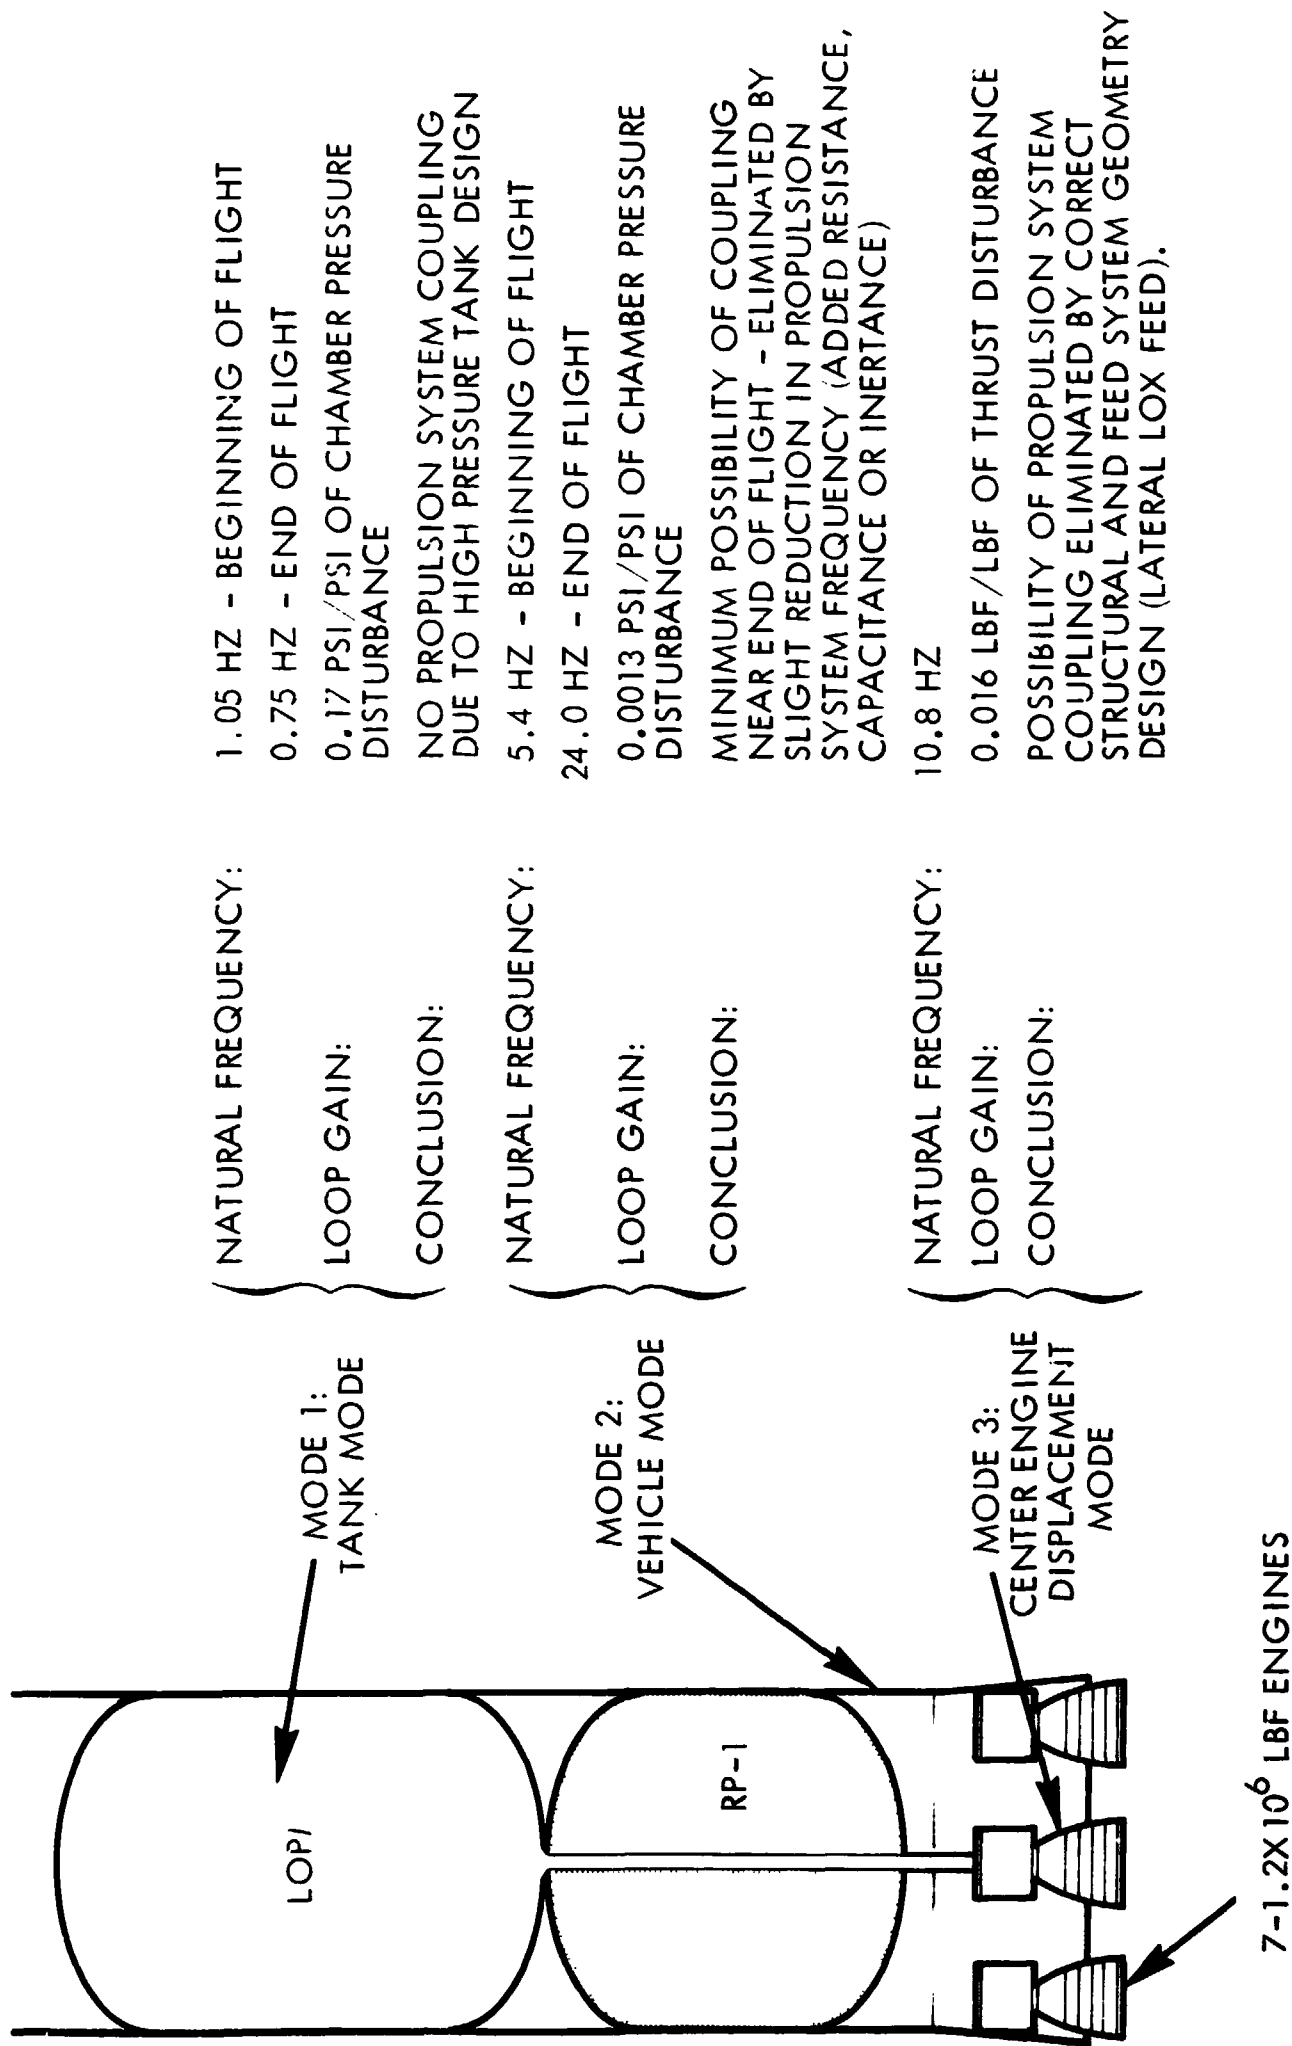 MODE 1:
TANK MODE
NATURAL FREQUENCY:
1.05 HZ - BEGINNING OF FLIGHT
0.75 HZ - END OF FLIGHT
LOOP GAIN:
0.17 PSI/PSI OF CHAMBER PRESSURE
DISTURBANCE
CONCLUSION:
NO PROPULSION SYSTEM COUPLING
DUE TO HIGH PRESSURE TANK DESIGN
MODE 2:
VEHICLE MODE
NATURAL FREQUENCY:
5.4 HZ - BEGINNING OF FLIGHT
24.0 HZ - END OF FLIGHT
LOOP GAIN:
0.0013 PSI/PSI OF CHAMBER PRESSURE
DISTURBANCE
CONCLUSION:
MINIMUM POSSIBILITY OF COUPLING
NEAR END OF FLIGHT - ELIMINATED BY
SLIGHT REDUCTION IN PROPULSION
SYSTEM FREQUENCY (ADDED RESISTANCE,
CAPACITANCE OR INERTANCE)
MODE 3:
CENTER ENGINE
DISPLACEMENT
MODE
NATURAL FREQUENCY:
10.8 HZ
LOOP GAIN:
0.016 LBF/LBF OF THRUST DISTURBANCE
CONCLUSION:
POSSIBILITY OF PROPULSION SYSTEM
COUPLING ELIMINATED BY CORRECT
STRUCTURAL AND FEED SYSTEM GEOMETRY
DESIGN (LATERAL LOX FEED).
RP-1
7-1.2X10⁶ LBF ENGINES